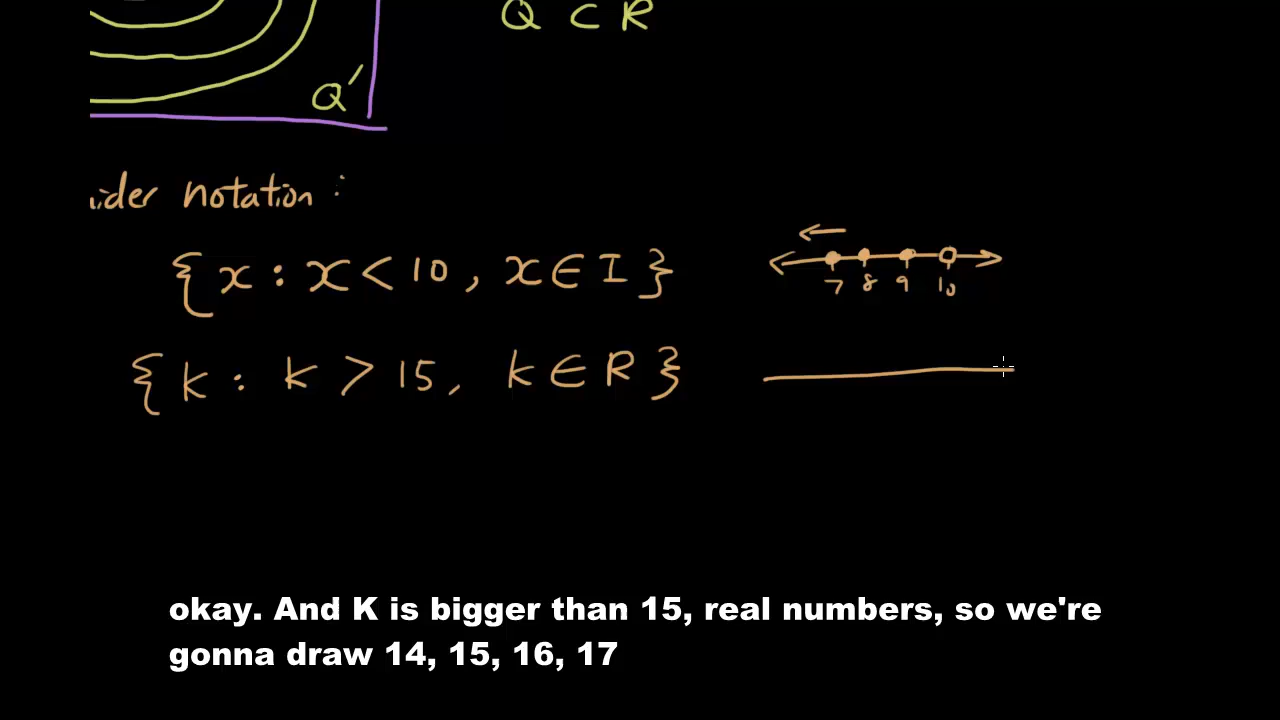 Q ⊂ R
Q'
ider notation :
{ x : x < 10 , x ∈ I }
7 8 9 10
{ k : k > 15 , k ∈ R }
okay. And K is bigger than 15, real numbers, so we're
gonna draw 14, 15, 16, 17